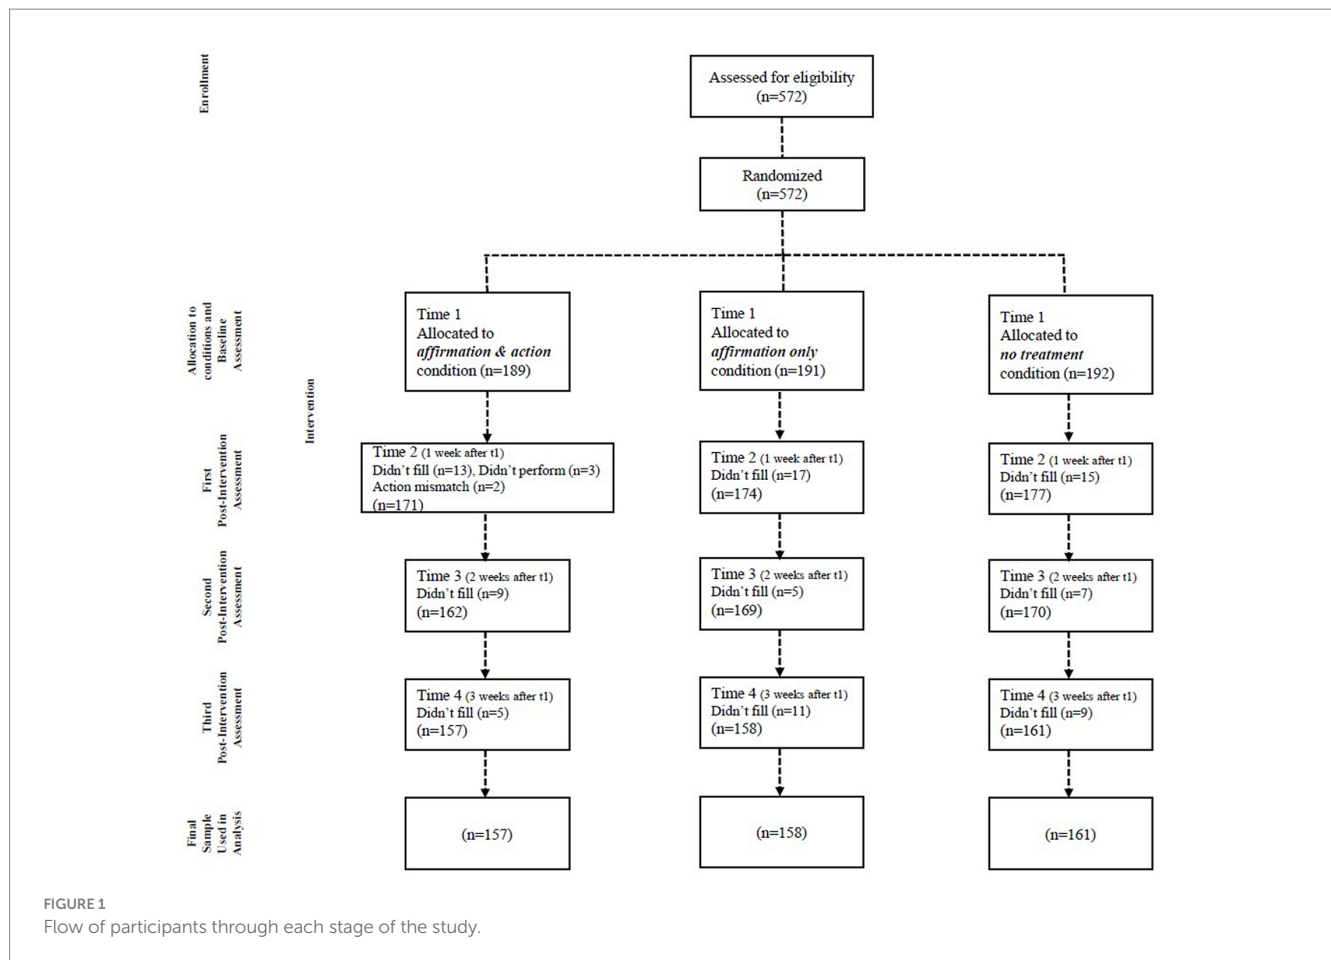 Enrollment
Assessed for eligibility
(n=572)
Randomized
(n=572)
Allocation to
conditions and
Baseline
Assessment
Time 1
Allocated to
affirmation & action
condition (n=189)
Time 1
Allocated to
affirmation only
condition (n=191)
Time 1
Allocated to
no treatment
condition (n=192)
Intervention
First
Post-Intervention
Assessment
Time 2 (1 week after t1)
Didn't fill (n=13), Didn't perform (n=3)
Action mismatch (n=2)
(n=171)
Time 2 (1 week after t1)
Didn't fill (n=17)
(n=174)
Time 2 (1 week after t1)
Didn't fill (n=15)
(n=177)
Second
Post-Intervention
Assessment
Time 3 (2 weeks after t1)
Didn't fill (n=9)
(n=162)
Time 3 (2 weeks after t1)
Didn't fill (n=5)
(n=169)
Time 3 (2 weeks after t1)
Didn't fill (n=7)
(n=170)
Third
Post-Intervention
Assessment
Time 4 (3 weeks after t1)
Didn't fill (n=5)
(n=157)
Time 4 (3 weeks after t1)
Didn't fill (n=11)
(n=158)
Time 4 (3 weeks after t1)
Didn't fill (n=9)
(n=161)
Final
Sample
Used in
Analysis
(n=157)
(n=158)
(n=161)
FIGURE 1
Flow of participants through each stage of the study.